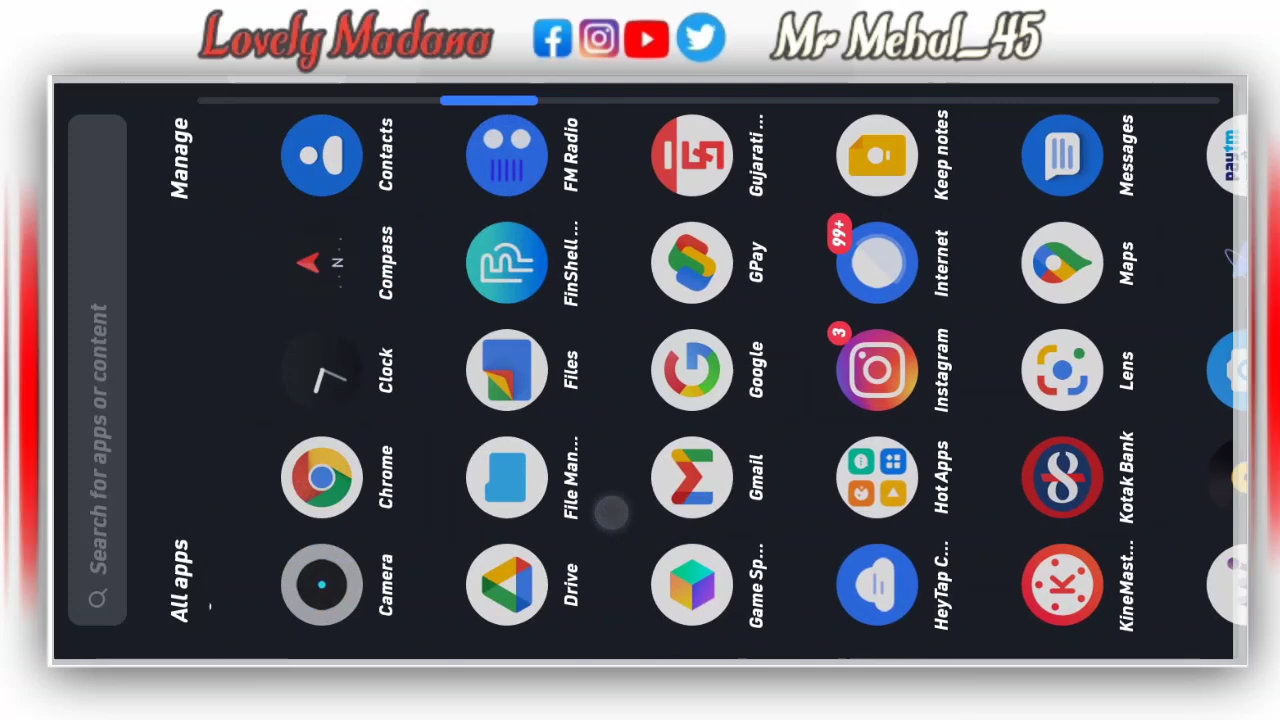 Lovely Madana
Mr Mehul_45
Search for apps or content
All apps
Manage
Camera
Chrome
Clock
Compass
Contacts
Drive
File Man...
Files
FinShell ...
FM Radio
Game Sp...
Gmail
Google
GPay
Gujarati ...
HeyTap C...
Hot Apps
Instagram
3
Internet
99+
Keep notes
KineMast...
Kotak Bank
Lens
Maps
Messages
paytm
N